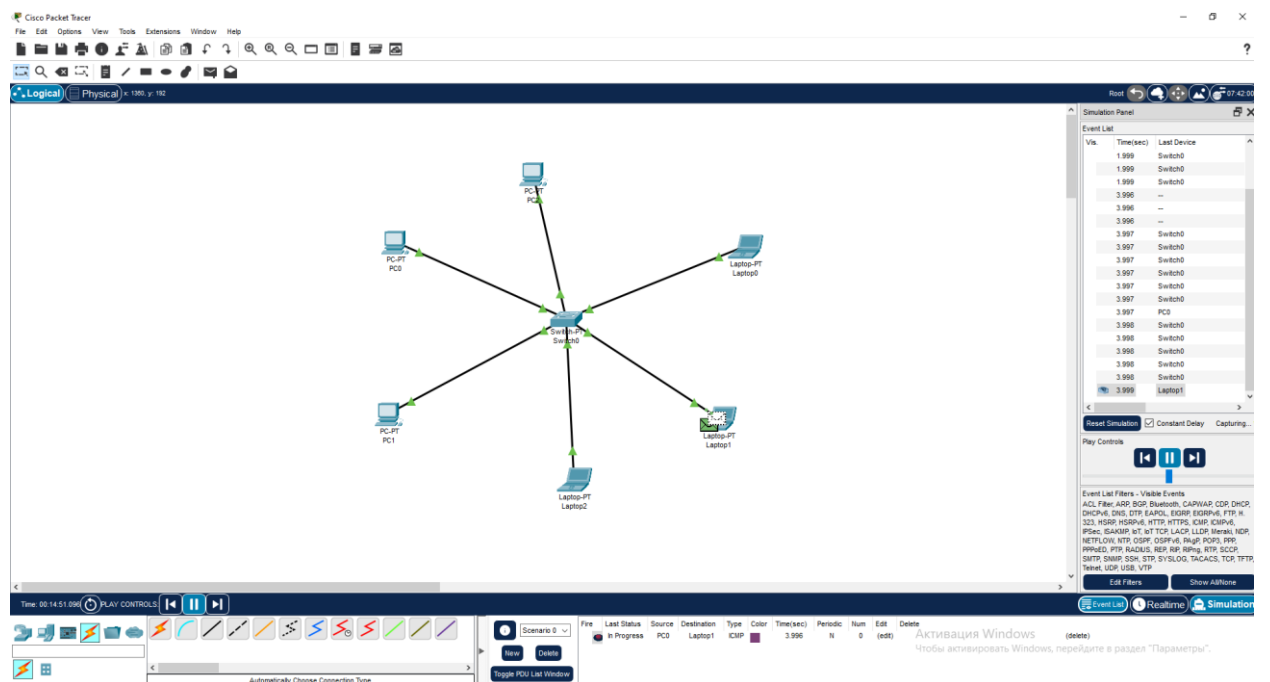 Cisco Packet Tracer
File Edit Options View Tools Extensions Window Help
?
Logical Physical x: 1360, y: 192 Root 07:42:00
Simulation Panel
Event List
Vis. Time(sec) Last Device
1.999 Switch0
1.999 Switch0
1.999 Switch0
3.996 --
3.996 --
3.996 --
3.997 Switch0
3.997 Switch0
3.997 Switch0
3.997 Switch0
3.997 Switch0
3.997 Switch0
3.997 PC0
3.998 Switch0
3.998 Switch0
3.998 Switch0
3.998 Switch0
3.998 Switch0
3.999 Laptop1
Reset Simulation Constant Delay Capturing...
Play Controls
Event List Filters - Visible Events
ACL Filter, ARP, BGP, Bluetooth, CAPWAP, CDP, DHCP,
DHCPv6, DNS, DTP, EAPOL, EIGRP, EIGRPv6, FTP, H.
323, HSRP, HSRPv6, HTTP, HTTPS, ICMP, ICMPv6,
IPSec, ISAKMP, IoT, IoT TCP, LACP, LLDP, Meraki, NDP,
NETFLOW, NTP, OSPF, OSPFv6, PAgP, POP3, PPP,
PPPoED, PTP, RADIUS, REP, RIP, RIPng, RTP, SCCP,
SMTP, SNMP, SSH, STP, SYSLOG, TACACS, TCP, TFTP,
Telnet, UDP, USB, VTP
Edit Filters Show All/None
Event List Realtime Simulation
PC-PT
PC-PT
PC0
Laptop-PT
Laptop0
Switch-PT
Switch0
PC-PT
PC1
Laptop-PT
Laptop1
Laptop-PT
Laptop2
Time: 00:14:51.096 PLAY CONTROLS:
Automatically Choose Connection Type
Scenario 0
New Delete
Toggle PDU List Window
Fire Last Status Source Destination Type Color Time(sec) Periodic Num Edit Delete
In Progress PC0 Laptop1 ICMP 3.996 N 0 (edit) (delete)
Активация Windows
Чтобы активировать Windows, перейдите в раздел "Параметры".